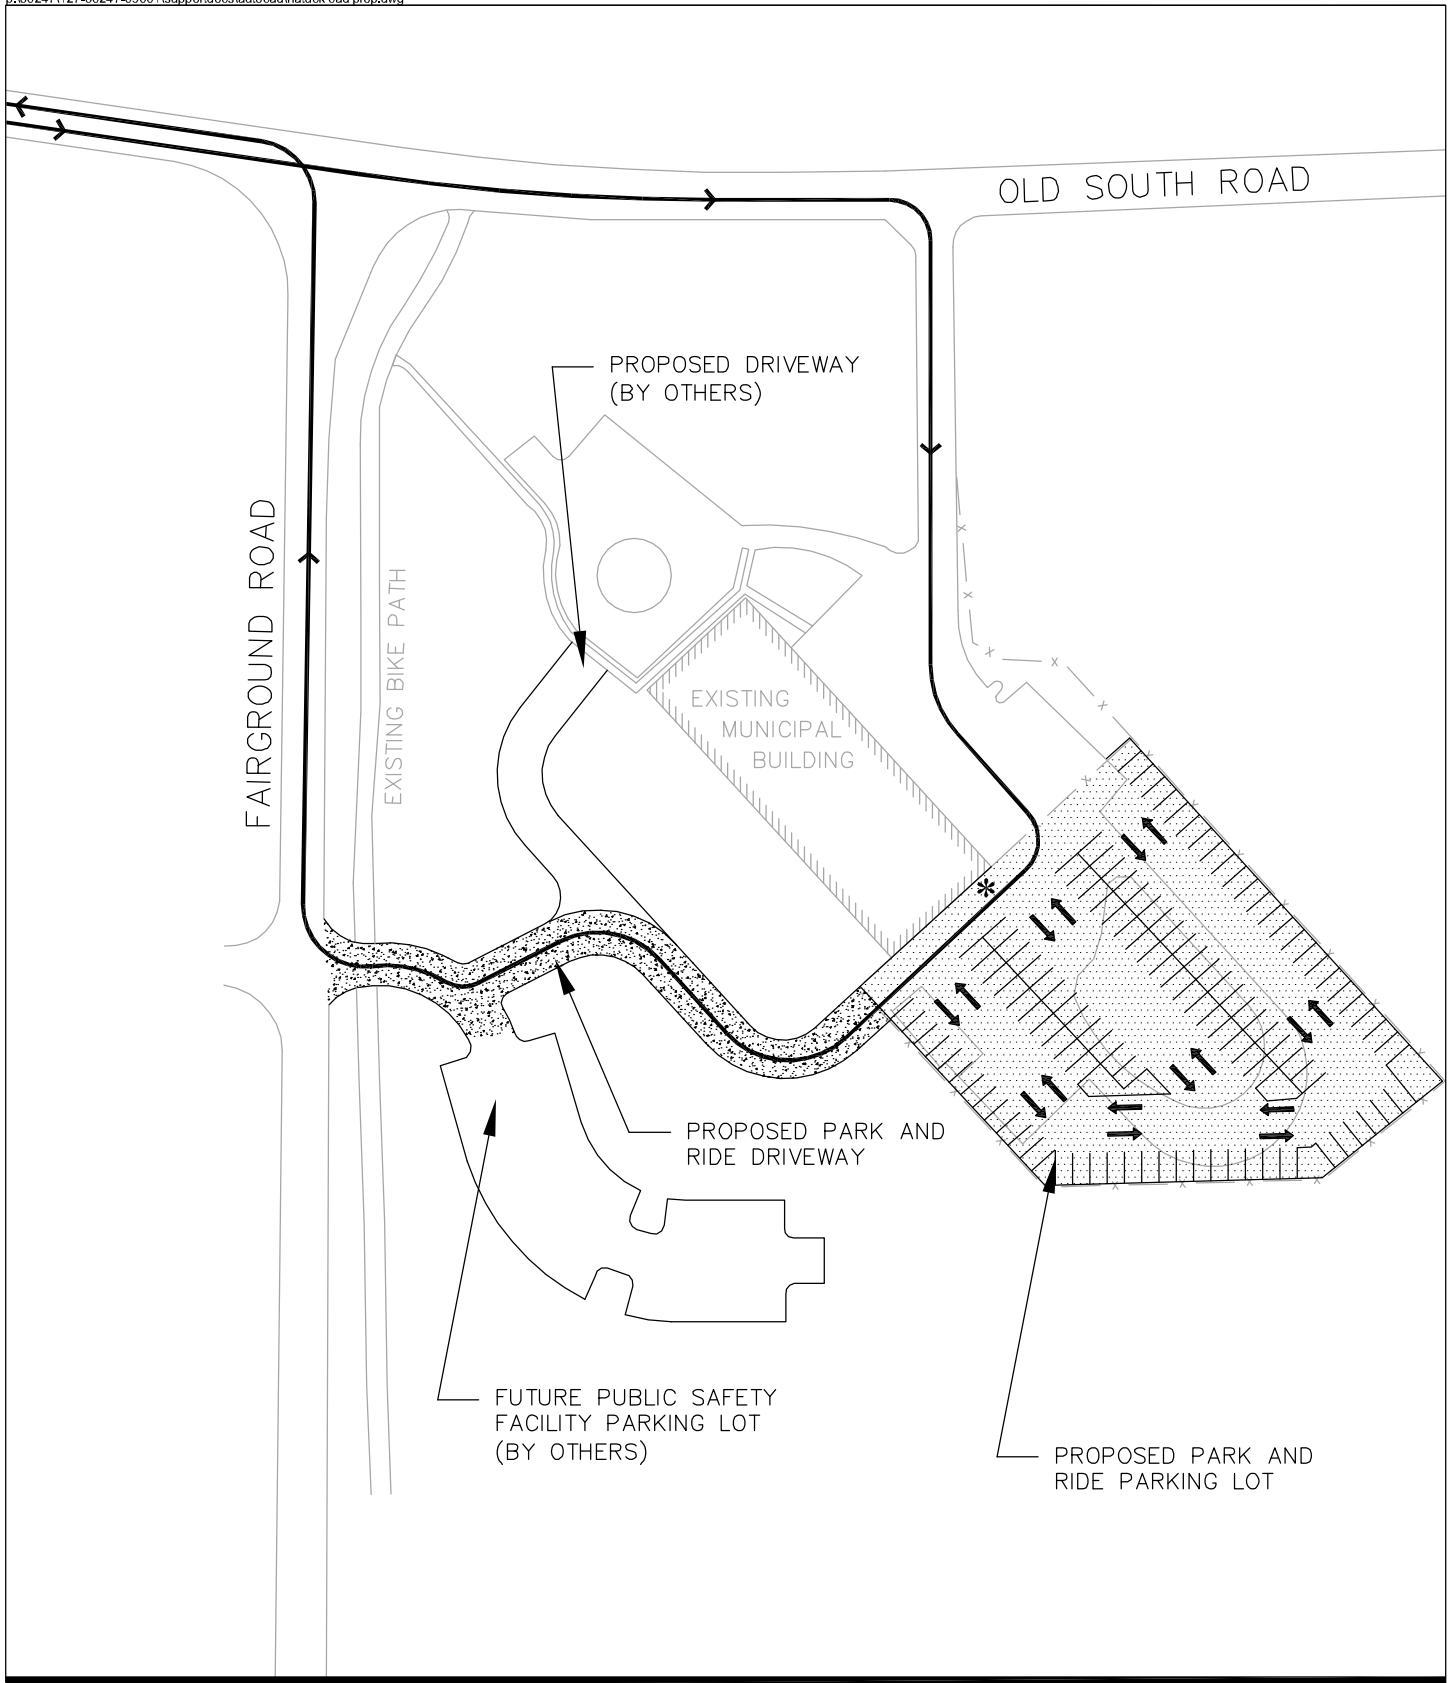 OLD SOUTH ROAD
PROPOSED DRIVEWAY
(BY OTHERS)
FAIRGROUND ROAD
EXISTING BIKE PATH
EXISTING
MUNICIPAL
BUILDING
*
PROPOSED PARK AND
RIDE DRIVEWAY
FUTURE PUBLIC SAFETY
FACILITY PARKING LOT
(BY OTHERS)
PROPOSED PARK AND
RIDE PARKING LOT